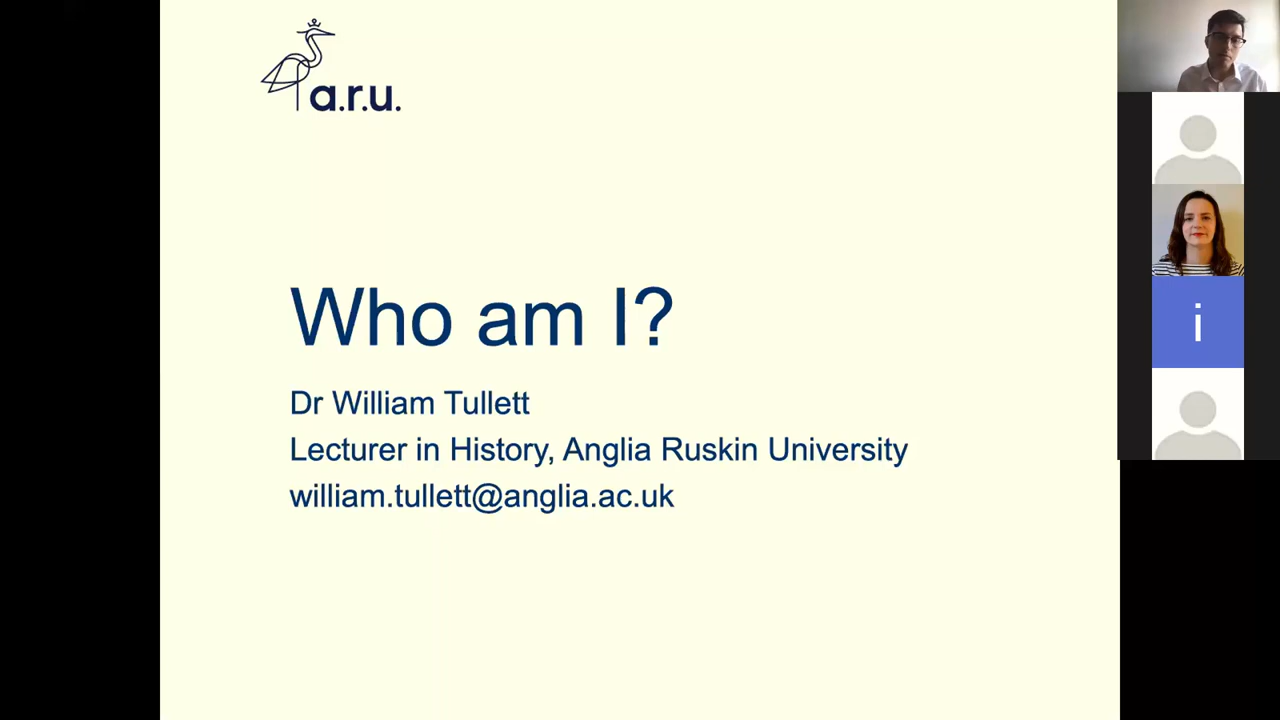 a.r.u.
Who am I?
Dr William Tullett
Lecturer in History, Anglia Ruskin University
william.tullett@anglia.ac.uk
i